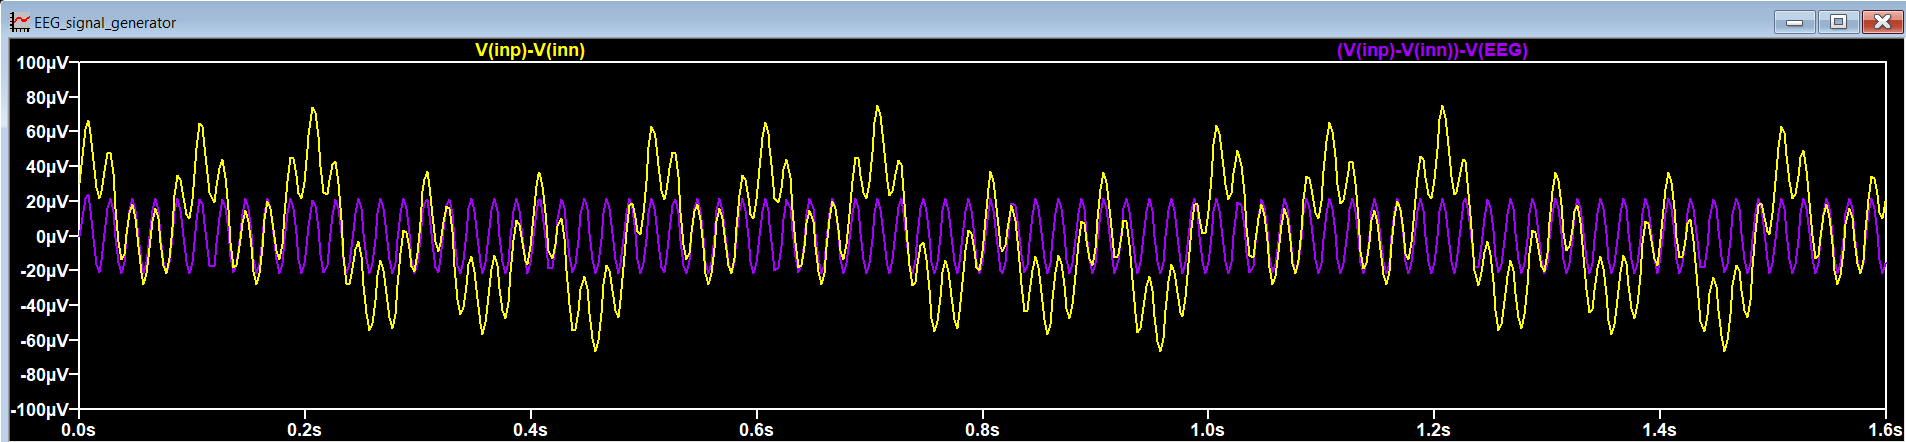 EEG_signal_generator
V(inp)-V(inn) (V(inp)-V(inn))-V(EEG)
100µV
80µV
60µV
40µV
20µV
0µV
-20µV
-40µV
-60µV
-80µV
-100µV
0.0s 0.2s 0.4s 0.6s 0.8s 1.0s 1.2s 1.4s 1.6s